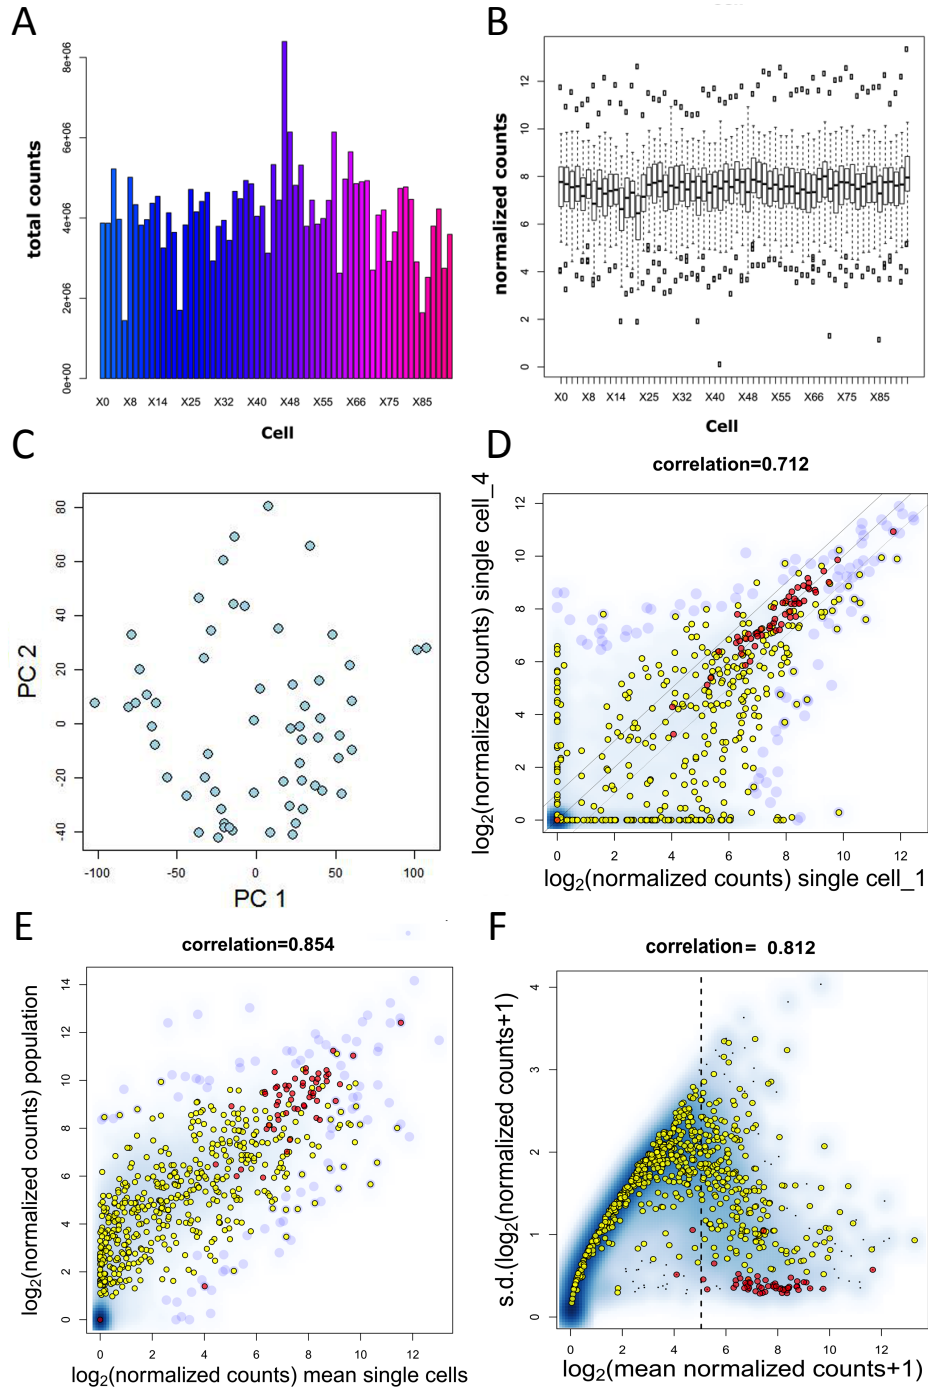 A
total counts
0e+00 2e+06 4e+06 6e+06 8e+06
X0 X8 X14 X25 X32 X40 X48 X55 X66 X75 X85
Cell
B
normalized counts
0 2 4 6 8 10 12
X0 X8 X14 X25 X32 X40 X48 X55 X66 X75 X85
Cell
C
PC 2
-40 -20 0 20 40 60 80
-100 -50 0 50 100
PC 1
D
correlation=0.712
log₂(normalized counts) single cell_4
0 2 4 6 8 10 12
0 2 4 6 8 10 12
log₂(normalized counts) single cell_1
E
correlation=0.854
log₂(normalized counts) population
0 2 4 6 8 10 12 14
0 2 4 6 8 10 12
log₂(normalized counts) mean single cells
F
correlation= 0.812
s.d.(log₂(normalized counts+1)
0 1 2 3 4
0 2 4 6 8 10 12
log₂(mean normalized counts+1)